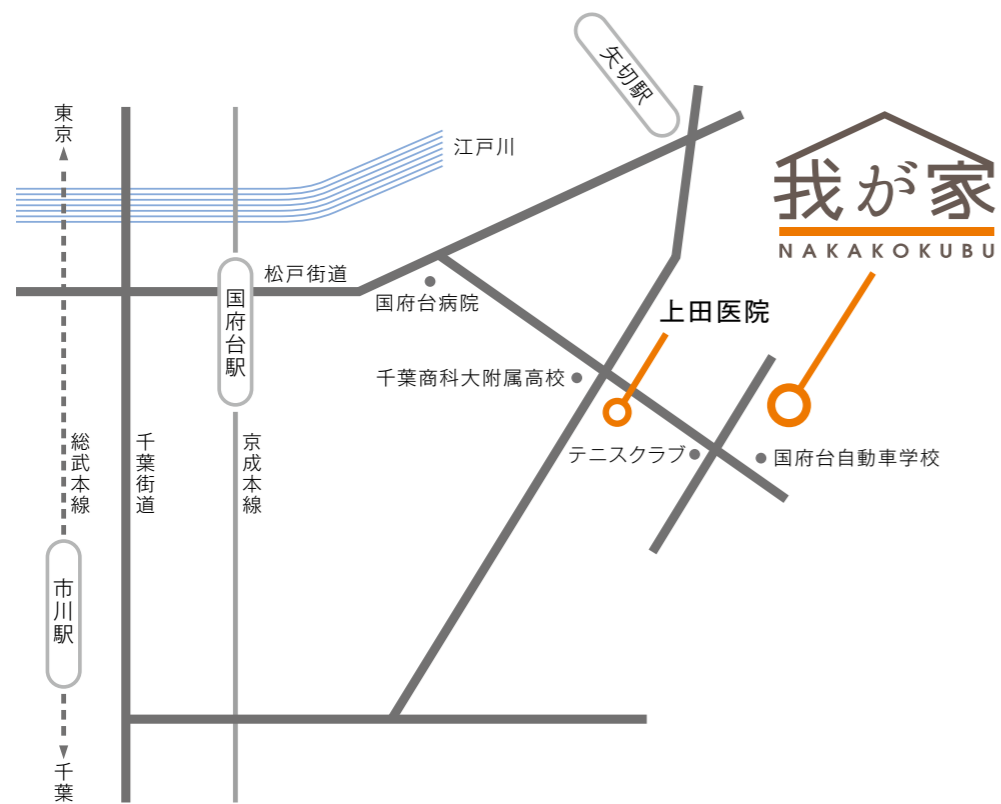 矢切駅
東京
江戸川
我が家
NAKAKOKUBU
松戸街道
国府台駅
国府台病院
上田医院
千葉商科大附属高校
テニスクラブ
国府台自動車学校
総武本線
千葉街道
京成本線
市川駅
千葉